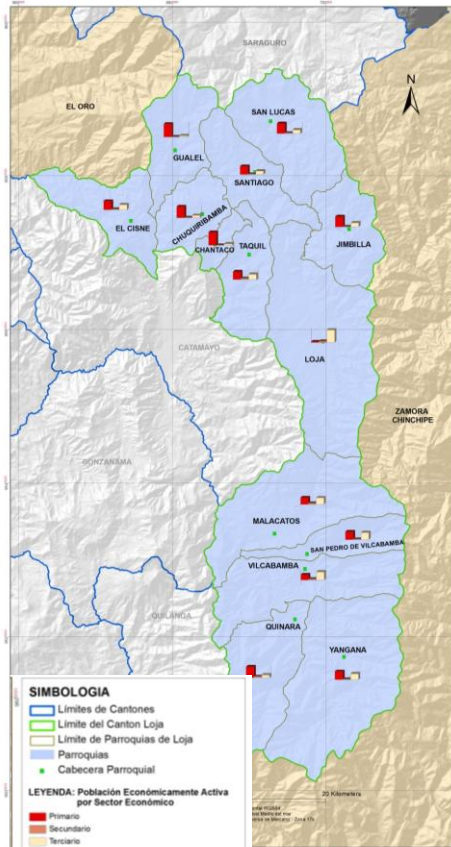 SARAGURO
EL ORO
N
SAN LUCAS
GUALEL
SANTIAGO
EL CISNE
CHUQUIRIBAMBA
JIMBILLA
CHANTACO
TAQUIL
CATAMAYO
LOJA
ZAMORA
CHINCHIPE
GONZANAMA
MALACATOS
SAN PEDRO DE VILCABAMBA
VILCABAMBA
QUILANGA
QUINARA
YANGANA
SIMBOLOGIA
Límites de Cantones
Límite del Canton Loja
Límite de Parroquias de Loja
Parroquias
Cabecera Parroquial
LEYENDA: Población Económicamente Activa
por Sector Económico
Primario
Secundario
Terciario
20 Kilometers